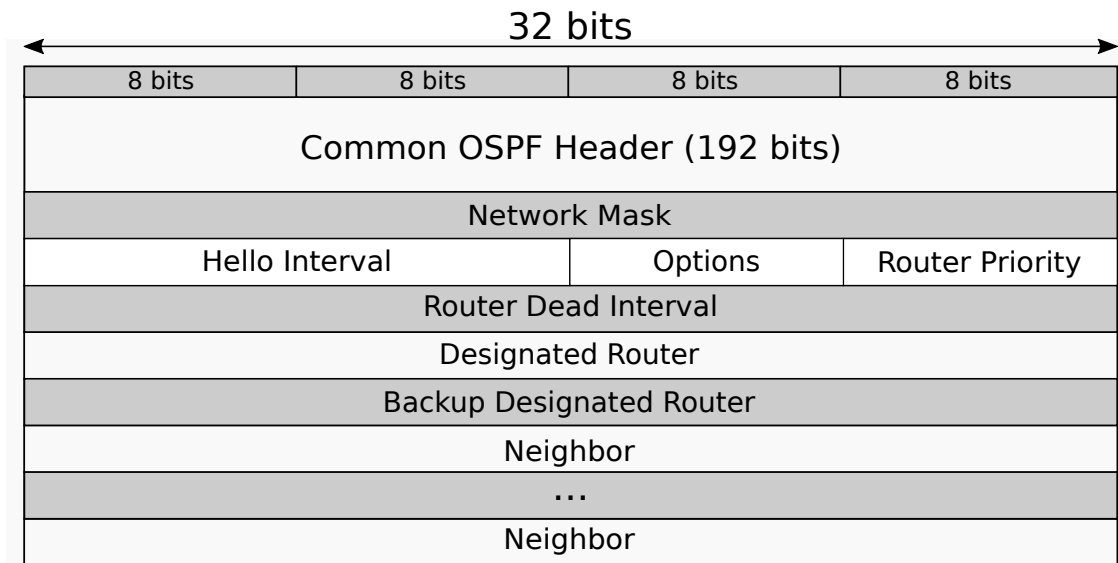 32 bits
8 bits 8 bits 8 bits 8 bits
Common OSPF Header (192 bits)
Network Mask
Hello Interval Options Router Priority
Router Dead Interval
Designated Router
Backup Designated Router
Neighbor
...
Neighbor